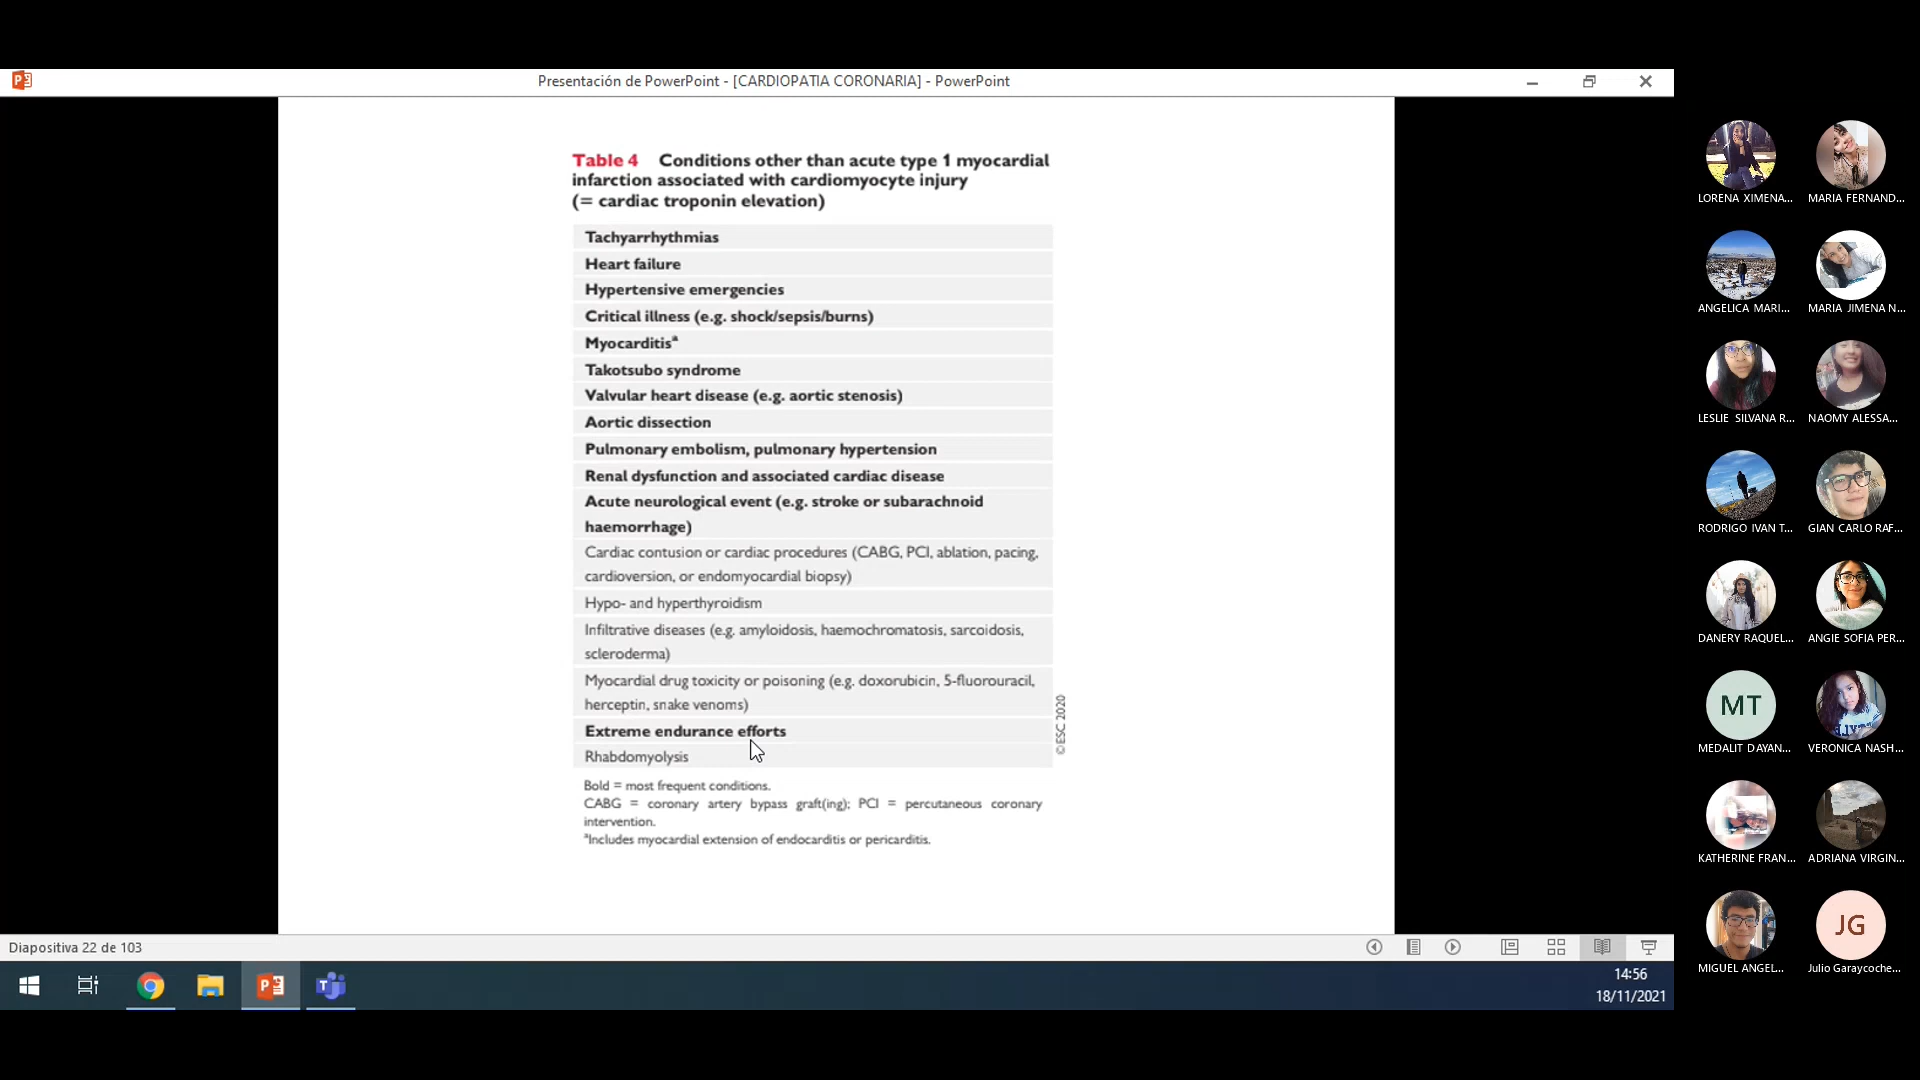 Presentación de PowerPoint - [CARDIOPATIA CORONARIA] - PowerPoint
Table 4 Conditions other than acute type 1 myocardial
infarction associated with cardiomyocyte injury
(= cardiac troponin elevation)
Tachyarrhythmias
Heart failure
Hypertensive emergencies
Critical illness (e.g. shock/sepsis/burns)
Myocarditisª
Takotsubo syndrome
Valvular heart disease (e.g. aortic stenosis)
Aortic dissection
Pulmonary embolism, pulmonary hypertension
Renal dysfunction and associated cardiac disease
Acute neurological event (e.g. stroke or subarachnoid
haemorrhage)
Cardiac contusion or cardiac procedures (CABG, PCI, ablation, pacing,
cardioversion, or endomyocardial biopsy)
Hypo- and hyperthyroidism
Infiltrative diseases (e.g. amyloidosis, haemochromatosis, sarcoidosis,
scleroderma)
Myocardial drug toxicity or poisoning (e.g. doxorubicin, 5-fluorouracil,
herceptin, snake venoms)
Extreme endurance efforts
Rhabdomyolysis
©ESC 2020
Bold = most frequent conditions.
CABG = coronary artery bypass graft(ing); PCI = percutaneous coronary
intervention.
ªIncludes myocardial extension of endocarditis or pericarditis.
Diapositiva 22 de 103
14:56
18/11/2021
LORENA XIMENA...
MARIA FERNAND...
ANGELICA MARI...
MARIA JIMENA N...
LESLIE SILVANA R...
NAOMY ALESSA...
RODRIGO IVAN T...
GIAN CARLO RAF...
DANERY RAQUEL...
ANGIE SOFIA PER...
MT
MEDALIT DAYAN...
VERONICA NASH...
KATHERINE FRAN...
ADRIANA VIRGIN...
MIGUEL ANGEL...
JG
Julio Garaycoche...